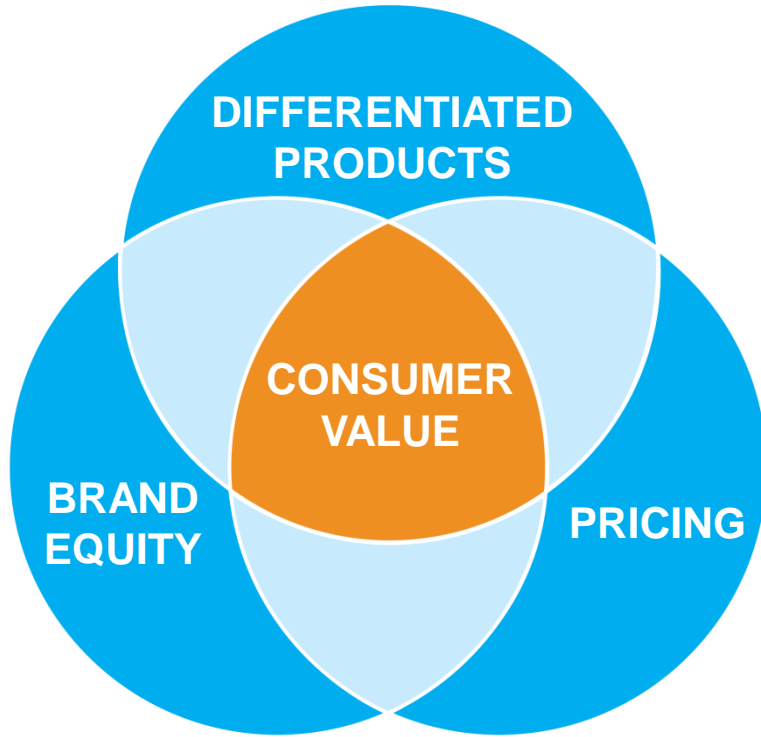 DIFFERENTIATED
PRODUCTS
CONSUMER
VALUE
BRAND
EQUITY
PRICING